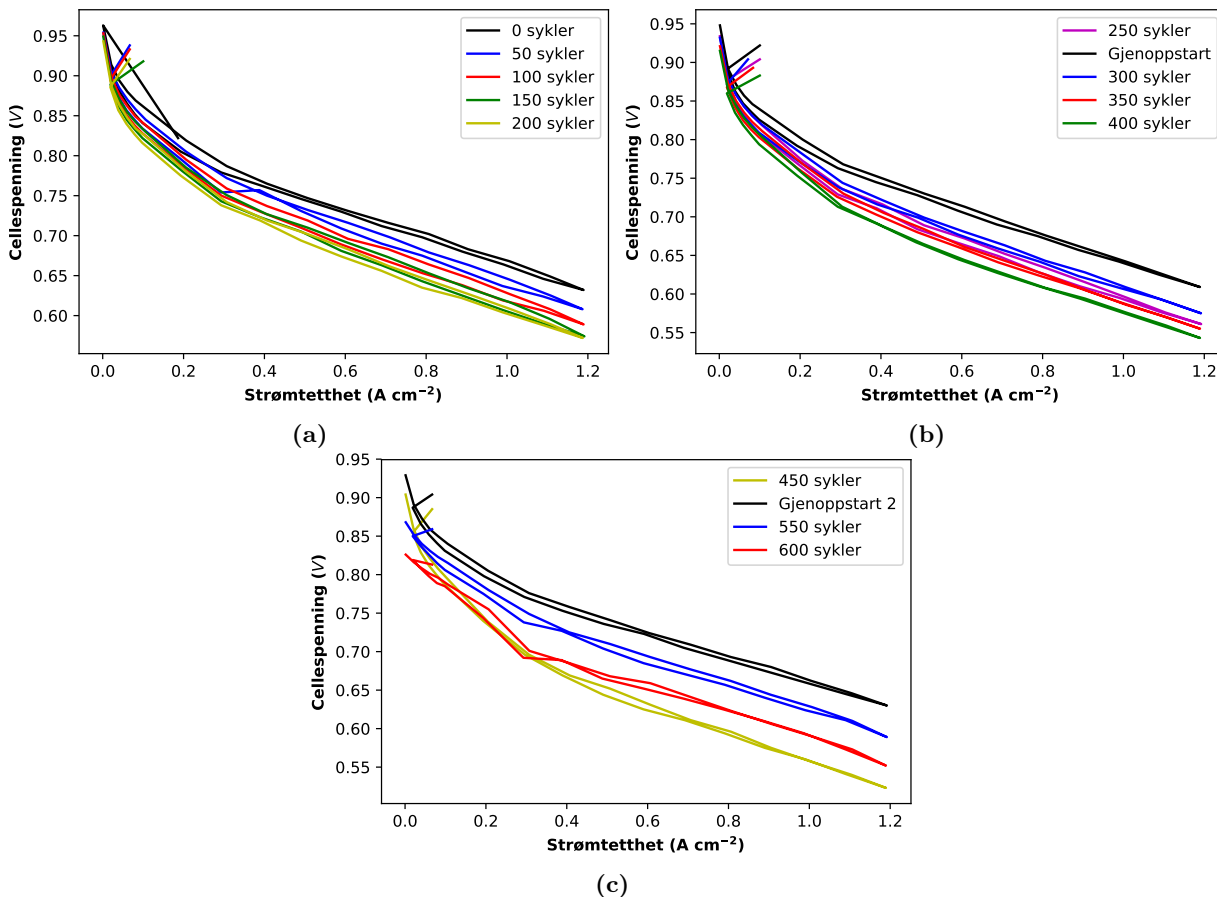 0.95
0.90
0.85
0.80
0.75
0.70
0.65
0.60
Cellespenning (V)
0 sykler
50 sykler
100 sykler
150 sykler
200 sykler
0.0 0.2 0.4 0.6 0.8 1.0 1.2
Strømtetthet (A cm⁻²)
(a)
0.95
0.90
0.85
0.80
0.75
0.70
0.65
0.60
0.55
Cellespenning (V)
250 sykler
Gjenoppstart
300 sykler
350 sykler
400 sykler
0.0 0.2 0.4 0.6 0.8 1.0 1.2
Strømtetthet (A cm⁻²)
(b)
0.95
0.90
0.85
0.80
0.75
0.70
0.65
0.60
0.55
Cellespenning (V)
450 sykler
Gjenoppstart 2
550 sykler
600 sykler
0.0 0.2 0.4 0.6 0.8 1.0 1.2
Strømtetthet (A cm⁻²)
(c)